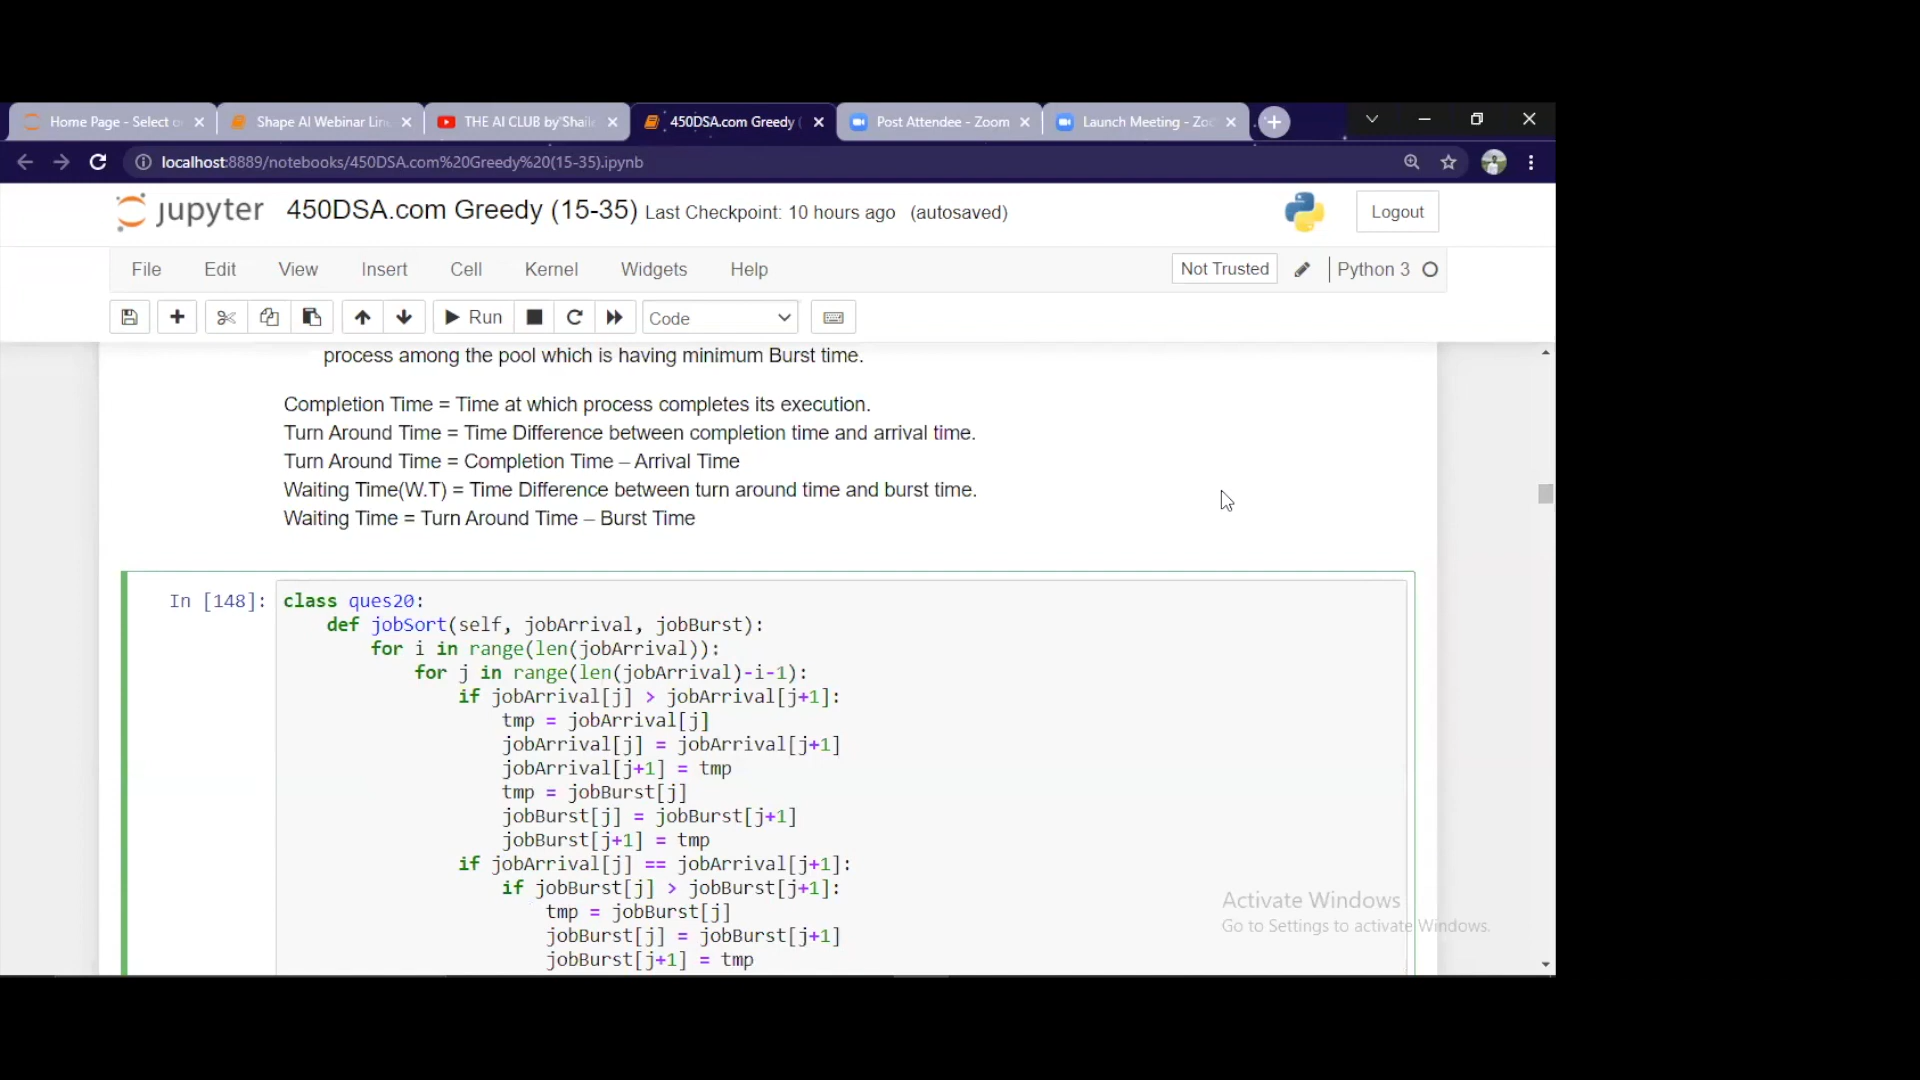 Home Page - Select o
Shape AI Webinar Lin
THE AI CLUB by Shail
450DSA.com Greedy (
Post Attendee - Zoom
Launch Meeting - Zo
localhost:8889/notebooks/450DSA.com%20Greedy%20(15-35).ipynb
jupyter 450DSA.com Greedy (15-35) Last Checkpoint: 10 hours ago (autosaved)
Logout
File Edit View Insert Cell Kernel Widgets Help
Not Trusted
Python 3
Run
Code
process among the pool which is having minimum Burst time.
Completion Time = Time at which process completes its execution.
Turn Around Time = Time Difference between completion time and arrival time.
Turn Around Time = Completion Time – Arrival Time
Waiting Time(W.T) = Time Difference between turn around time and burst time.
Waiting Time = Turn Around Time – Burst Time
In [148]:
class ques20:
    def jobSort(self, jobArrival, jobBurst):
        for i in range(len(jobArrival)):
            for j in range(len(jobArrival)-i-1):
                if jobArrival[j] > jobArrival[j+1]:
                    tmp = jobArrival[j]
                    jobArrival[j] = jobArrival[j+1]
                    jobArrival[j+1] = tmp
                    tmp = jobBurst[j]
                    jobBurst[j] = jobBurst[j+1]
                    jobBurst[j+1] = tmp
                if jobArrival[j] == jobArrival[j+1]:
                    if jobBurst[j] > jobBurst[j+1]:
                        tmp = jobBurst[j]
                        jobBurst[j] = jobBurst[j+1]
                        jobBurst[j+1] = tmp
Activate Windows
Go to Settings to activate Windows.